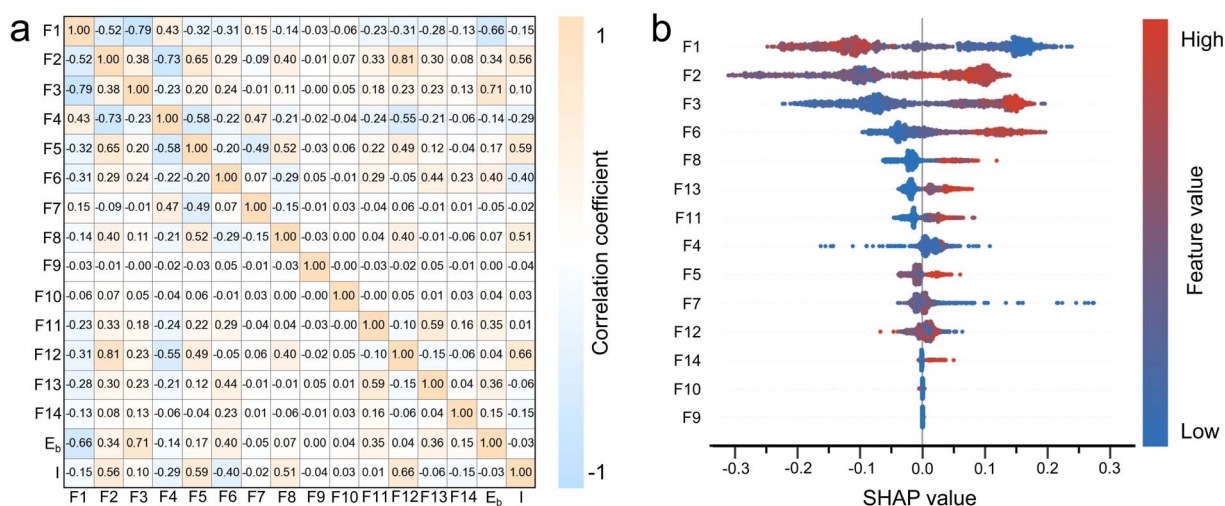 a
F1 1.00 -0.52 -0.79 0.43 -0.32 -0.31 0.15 -0.14 -0.03 -0.06 -0.23 -0.31 -0.28 -0.13 -0.66 -0.15
F2 -0.52 1.00 0.38 -0.73 0.65 0.29 -0.09 0.40 -0.01 0.07 0.33 0.81 0.30 0.08 0.34 0.56
F3 -0.79 0.38 1.00 -0.23 0.20 0.24 -0.01 0.11 -0.00 0.05 0.18 0.23 0.23 0.13 0.71 0.10
F4 0.43 -0.73 -0.23 1.00 -0.58 -0.22 0.47 -0.21 -0.02 -0.04 -0.24 -0.55 -0.21 -0.06 -0.14 -0.29
F5 -0.32 0.65 0.20 -0.58 1.00 -0.20 -0.49 0.52 -0.03 0.06 0.22 0.49 0.12 -0.04 0.17 0.59
F6 -0.31 0.29 0.24 -0.22 -0.20 1.00 0.07 -0.29 0.05 -0.01 0.29 -0.05 0.44 0.23 0.40 -0.40
F7 0.15 -0.09 -0.01 0.47 -0.49 0.07 1.00 -0.15 -0.01 0.03 -0.04 -0.06 -0.01 0.01 -0.05 -0.02
F8 -0.14 0.40 0.11 -0.21 0.52 -0.29 -0.15 1.00 -0.03 0.00 0.04 0.40 -0.01 -0.06 0.07 0.51
F9 -0.03 -0.01 -0.00 -0.02 -0.03 0.05 -0.01 -0.03 1.00 -0.00 -0.03 -0.02 0.05 -0.01 0.00 -0.04
F10 -0.06 0.07 0.05 -0.04 0.06 -0.01 0.03 0.00 -0.00 1.00 -0.00 0.05 0.01 0.03 0.04 0.03
F11 -0.23 0.33 0.18 -0.24 0.22 0.29 -0.04 0.04 -0.03 -0.00 1.00 -0.10 0.59 0.16 0.35 0.01
F12 -0.31 0.81 0.23 -0.55 0.49 -0.05 -0.06 0.40 -0.02 0.05 -0.10 1.00 -0.15 -0.06 0.04 0.66
F13 -0.28 0.30 0.23 -0.21 0.12 0.44 -0.01 -0.01 0.05 0.01 0.59 -0.15 1.00 0.04 0.36 -0.06
F14 -0.13 0.08 0.13 -0.06 -0.04 0.23 0.01 -0.06 -0.01 0.03 0.16 -0.06 0.04 1.00 0.15 -0.15
E_b -0.66 0.34 0.71 -0.14 0.17 0.40 -0.05 0.07 0.00 0.04 0.35 0.04 0.36 0.15 1.00 -0.03
I -0.15 0.56 0.10 -0.29 0.59 -0.40 -0.02 0.51 -0.04 0.03 0.01 0.66 -0.06 -0.15 -0.03 1.00
F1 F2 F3 F4 F5 F6 F7 F8 F9 F10 F11 F12 F13 F14 E_b I
1
Correlation coefficient
-1
b
F1
F2
F3
F6
F8
F13
F11
F4
F5
F7
F12
F14
F10
F9
-0.3 -0.2 -0.1 0.0 0.1 0.2 0.3
SHAP value
High
Feature value
Low